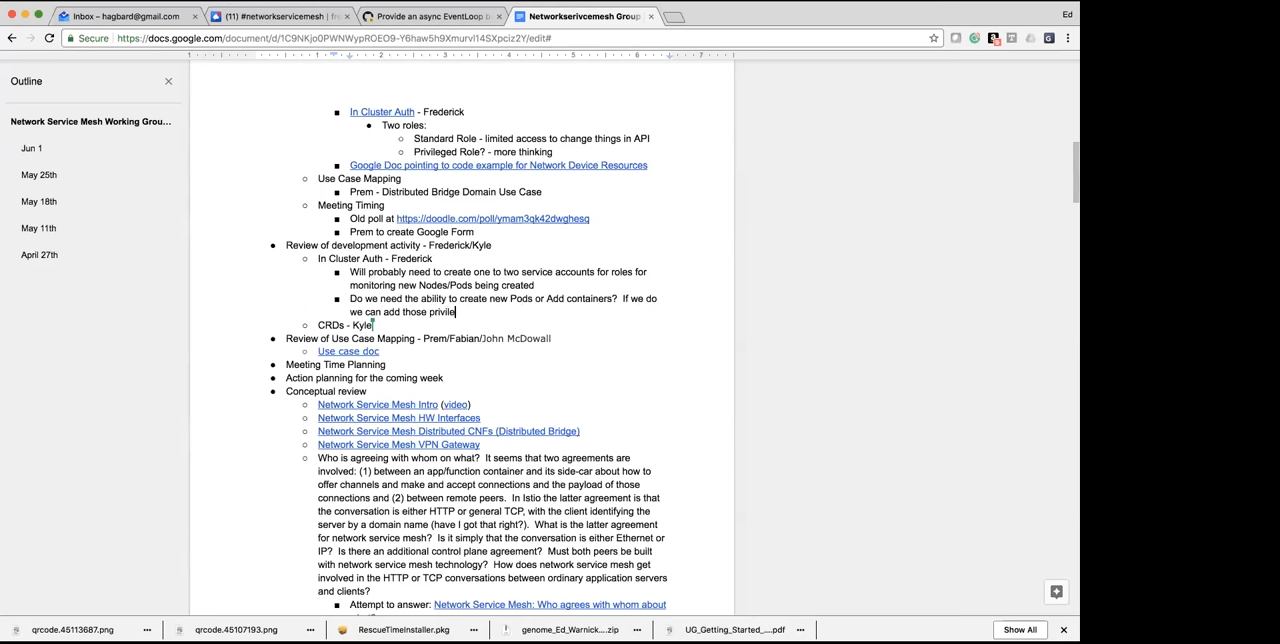 Inbox – hagbard@gmail.com
(11) #networkservicemesh | fre
Provide an async EventLoop b
Networkserivcemesh Group
Ed
Secure
https://docs.google.com/document/d/1C9NKjo0PWNWypROEO9-Y6haw5h9Xmurvl14SXpciz2Y/edit#
1 1 2 3 4 5 6 7
Outline
Network Service Mesh Working Grou...
Jun 1
May 25th
May 18th
May 11th
April 27th
In Cluster Auth - Frederick
Two roles:
Standard Role - limited access to change things in API
Privileged Role? - more thinking
Google Doc pointing to code example for Network Device Resources
Use Case Mapping
Prem - Distributed Bridge Domain Use Case
Meeting Timing
Old poll at https://doodle.com/poll/ymam3qk42dwghesq
Prem to create Google Form
Review of development activity - Frederick/Kyle
In Cluster Auth - Frederick
Will probably need to create one to two service accounts for roles for
monitoring new Nodes/Pods being created
Do we need the ability to create new Pods or Add containers?  If we do
we can add those privile
CRDs - Kyle
Review of Use Case Mapping - Prem/Fabian/John McDowall
Use case doc
Meeting Time Planning
Action planning for the coming week
Conceptual review
Network Service Mesh Intro (video)
Network Service Mesh HW Interfaces
Network Service Mesh Distributed CNFs (Distributed Bridge)
Network Service Mesh VPN Gateway
Who is agreeing with whom on what?  It seems that two agreements are
involved: (1) between an app/function container and its side-car about how to
offer channels and make and accept connections and the payload of those
connections and (2) between remote peers.  In Istio the latter agreement is that
the conversation is either HTTP or general TCP, with the client identifying the
server by a domain name (have I got that right?).  What is the latter agreement
for network service mesh?  Is it simply that the conversation is either Ethernet or
IP?  Is there an additional control plane agreement?  Must both peers be built
with network service mesh technology?  How does network service mesh get
involved in the HTTP or TCP conversations between ordinary application servers
and clients?
Attempt to answer: Network Service Mesh: Who agrees with whom about
qrcode.45113687.png
qrcode.45107193.png
RescueTimeInstaller.pkg
genome_Ed_Warnick....zip
UG_Getting_Started_....pdf
Show All